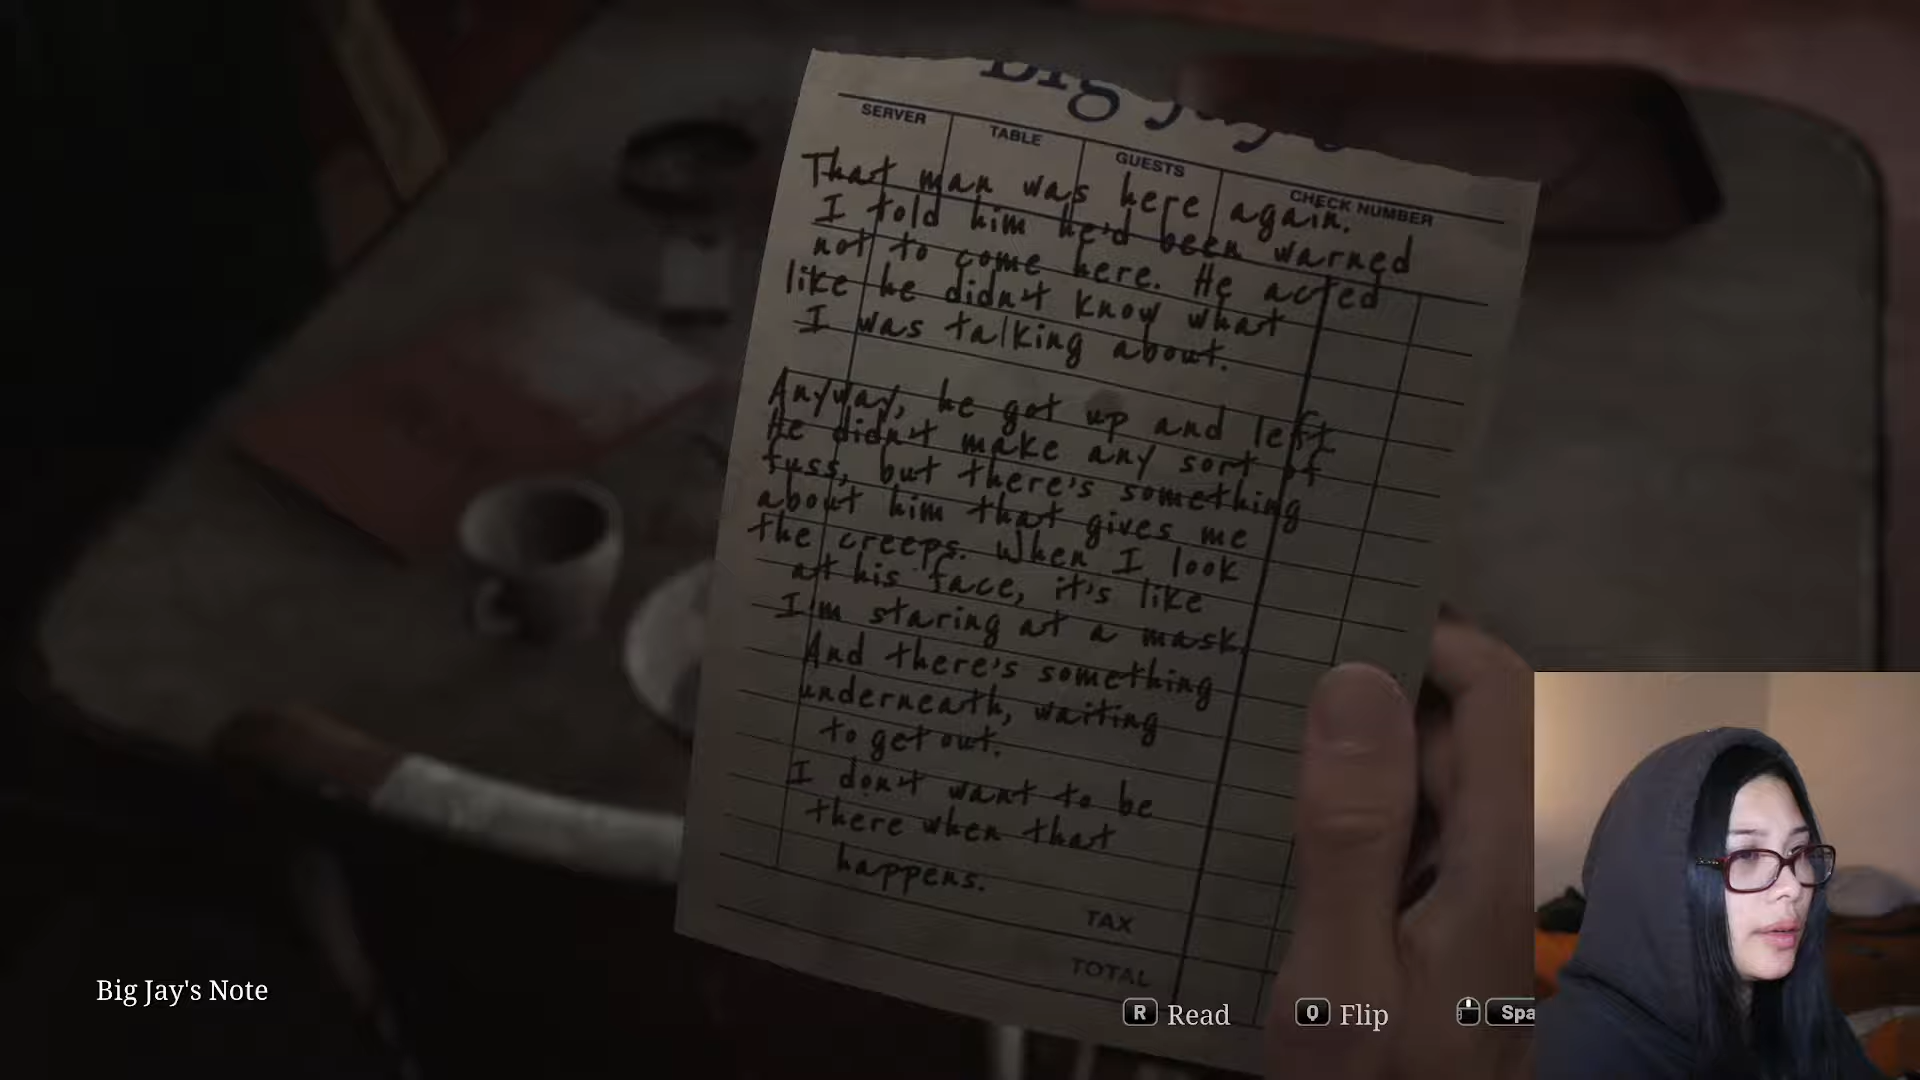 Big Jay's
SERVER
TABLE
GUESTS
CHECK NUMBER
That man was here again.
I told him he'd been warned
not to come here. He acted
like he didn't know what
I was talking about.
Anyway, he got up and left
He didn't make any sort of
fuss, but there's something
about him that gives me
the creeps. When I look
at his face, it's like
I'm staring at a mask.
And there's something
underneath, waiting
to get out.
I don't want to be
there when that
happens.
TAX
TOTAL
Big Jay's Note
R Read
Q Flip
Spa